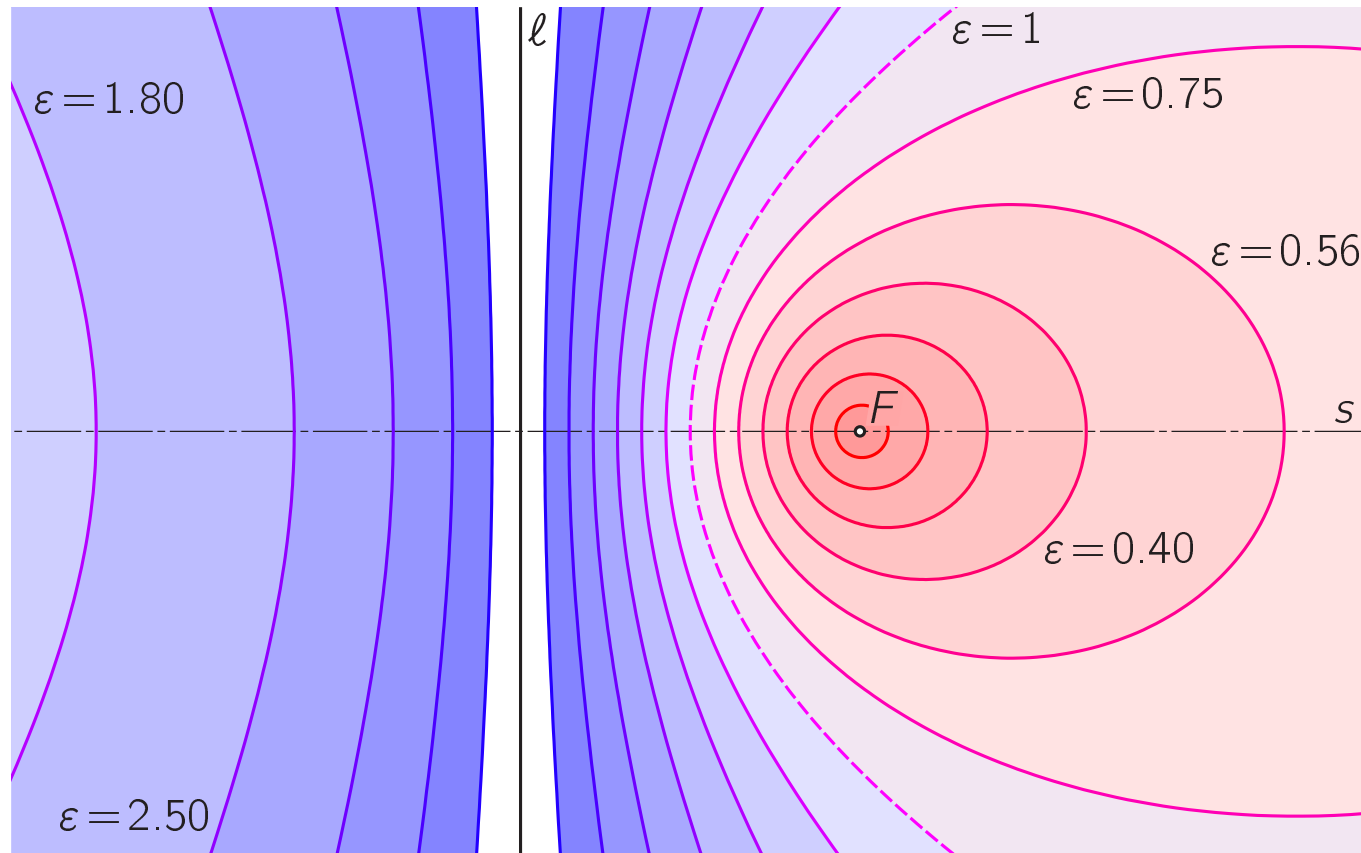 ℓ
ε = 1
ε = 1.80
ε = 0.75
ε = 0.56
F
s
ε = 0.40
ε = 2.50